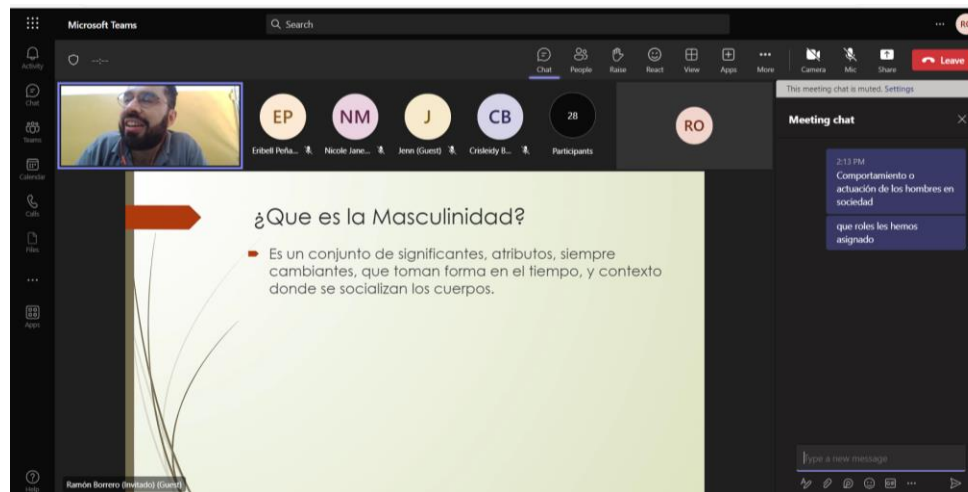 Microsoft Teams
Search
RO
Activity
Chat
Teams
Calendar
Calls
Files
Apps
Help
--:--
Chat
People
Raise
React
View
Apps
More
Camera
Mic
Share
Leave
EP
NM
J
CB
28
RO
Eribell Peña...
Nicole Jane...
Jenn (Guest)
Crisleidy B...
Participants
¿Que es la Masculinidad?
Es un conjunto de significantes, atributos, siempre
cambiantes, que toman forma en el tiempo, y contexto
donde se socializan los cuerpos.
Ramón Borrero (Invitado) (Guest)
This meeting chat is muted. Settings
Meeting chat
2:13 PM
Comportamiento o
actuación de los hombres en
sociedad
que roles les hemos
asignado
Type a new message